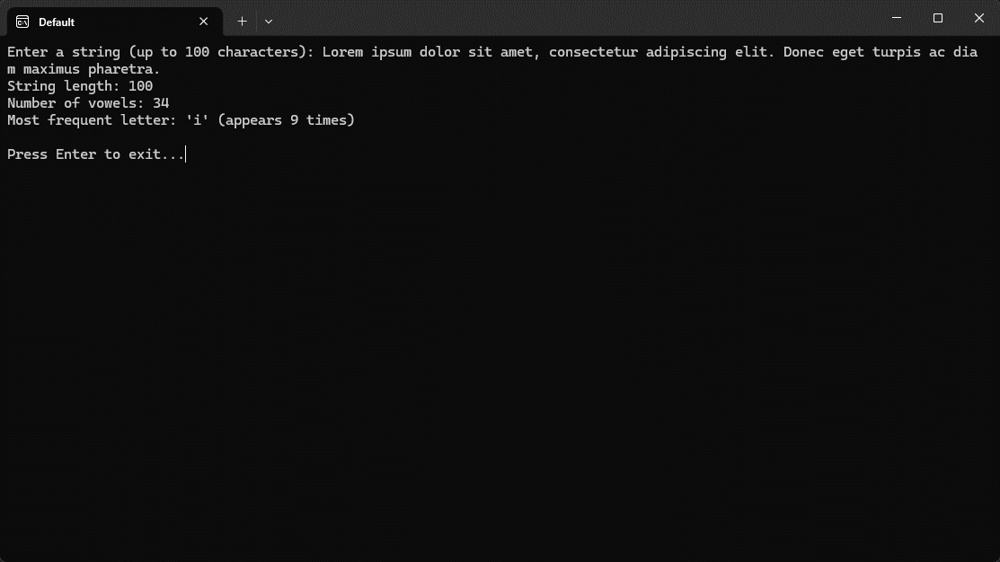 Default
Enter a string (up to 100 characters): Lorem ipsum dolor sit amet, consectetur adipiscing elit. Donec eget turpis ac dia
m maximus pharetra.
String length: 100
Number of vowels: 34
Most frequent letter: 'i' (appears 9 times)
Press Enter to exit...